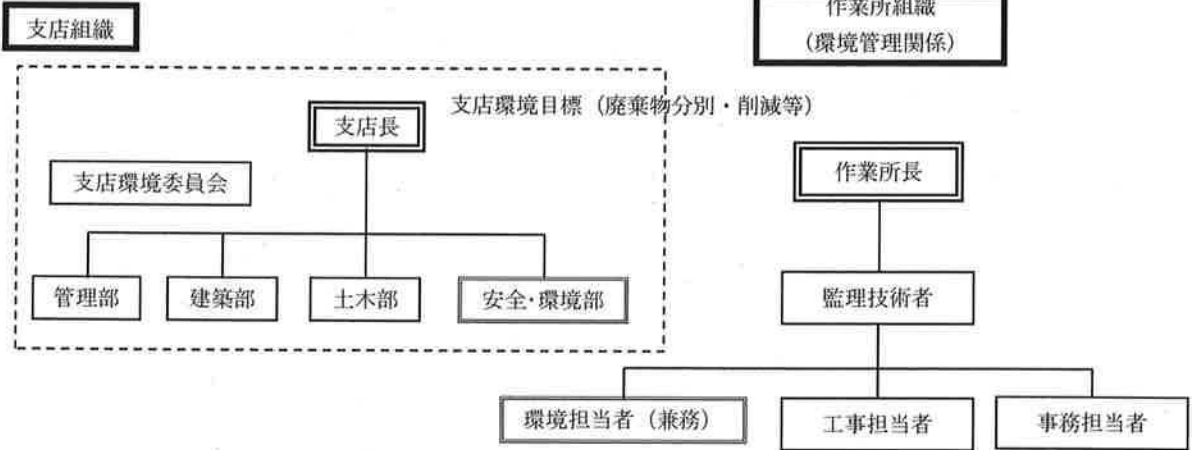 支店組織
作業所組織
(環境管理関係)
支店環境目標（廃棄物分別・削減等）
支店長
支店環境委員会
作業所長
管理部
建築部
土木部
安全・環境部
監理技術者
環境担当者（兼務）
工事担当者
事務担当者